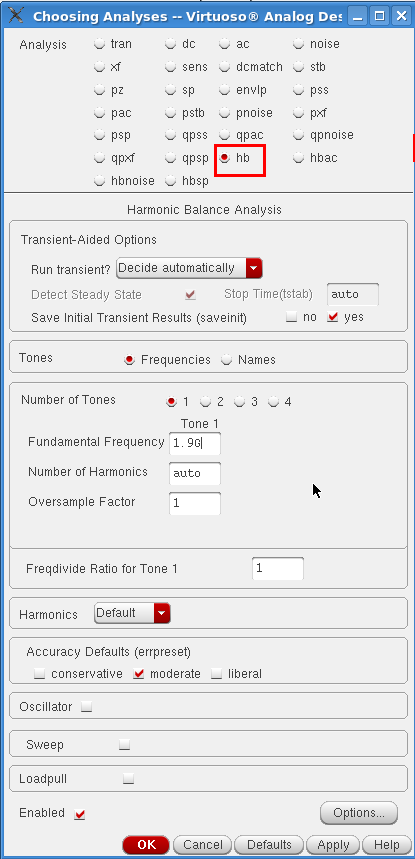 Choosing Analyses -- Virtuoso® Analog Des
Analysis tran dc ac noise
xf sens dcmatch stb
pz sp envlp pss
pac pstb pnoise pxf
psp qpss qpac qpnoise
qpxf qpsp hb hbac
hbnoise hbsp
Harmonic Balance Analysis
Transient-Aided Options
Run transient? Decide automatically
Detect Steady State Stop Time(tstab) auto
Save Initial Transient Results (saveinit) no yes
Tones Frequencies Names
Number of Tones 1 2 3 4
Tone 1
Fundamental Frequency 1.9G
Number of Harmonics auto
Oversample Factor 1
Freqdivide Ratio for Tone 1 1
Harmonics Default
Accuracy Defaults (errpreset)
conservative moderate liberal
Oscillator
Sweep
Loadpull
Enabled Options...
OK Cancel Defaults Apply Help